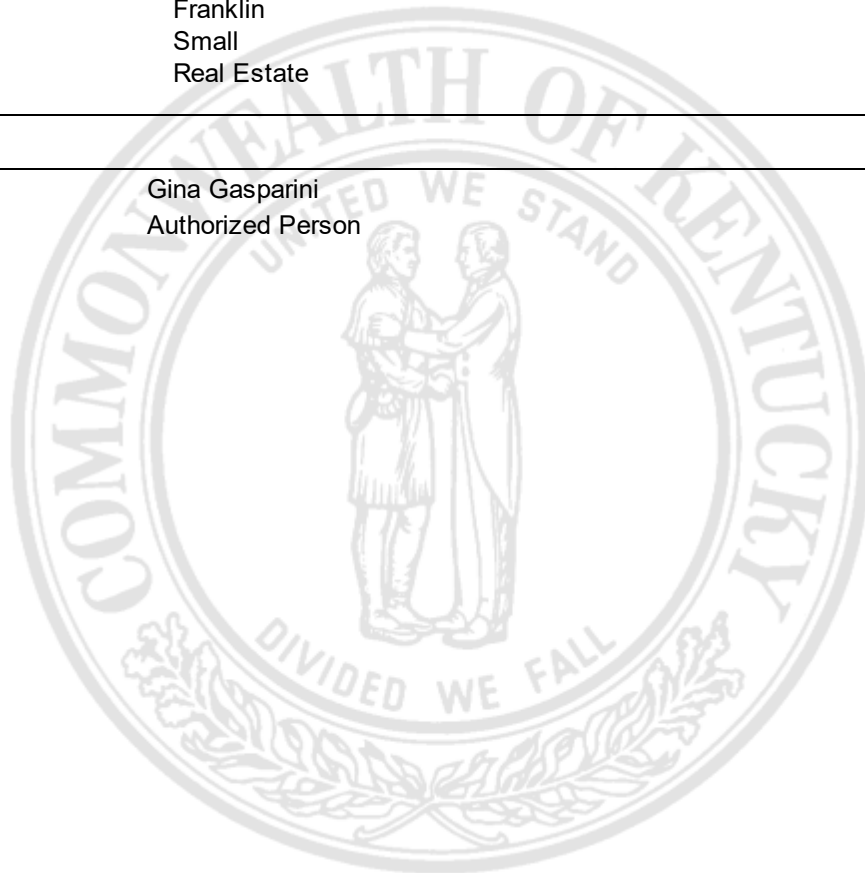 Franklin
Small
Real Estate
Gina Gasparini
Authorized Person
COMMONWEALTH OF KENTUCKY
UNITED WE STAND
DIVIDED WE FALL